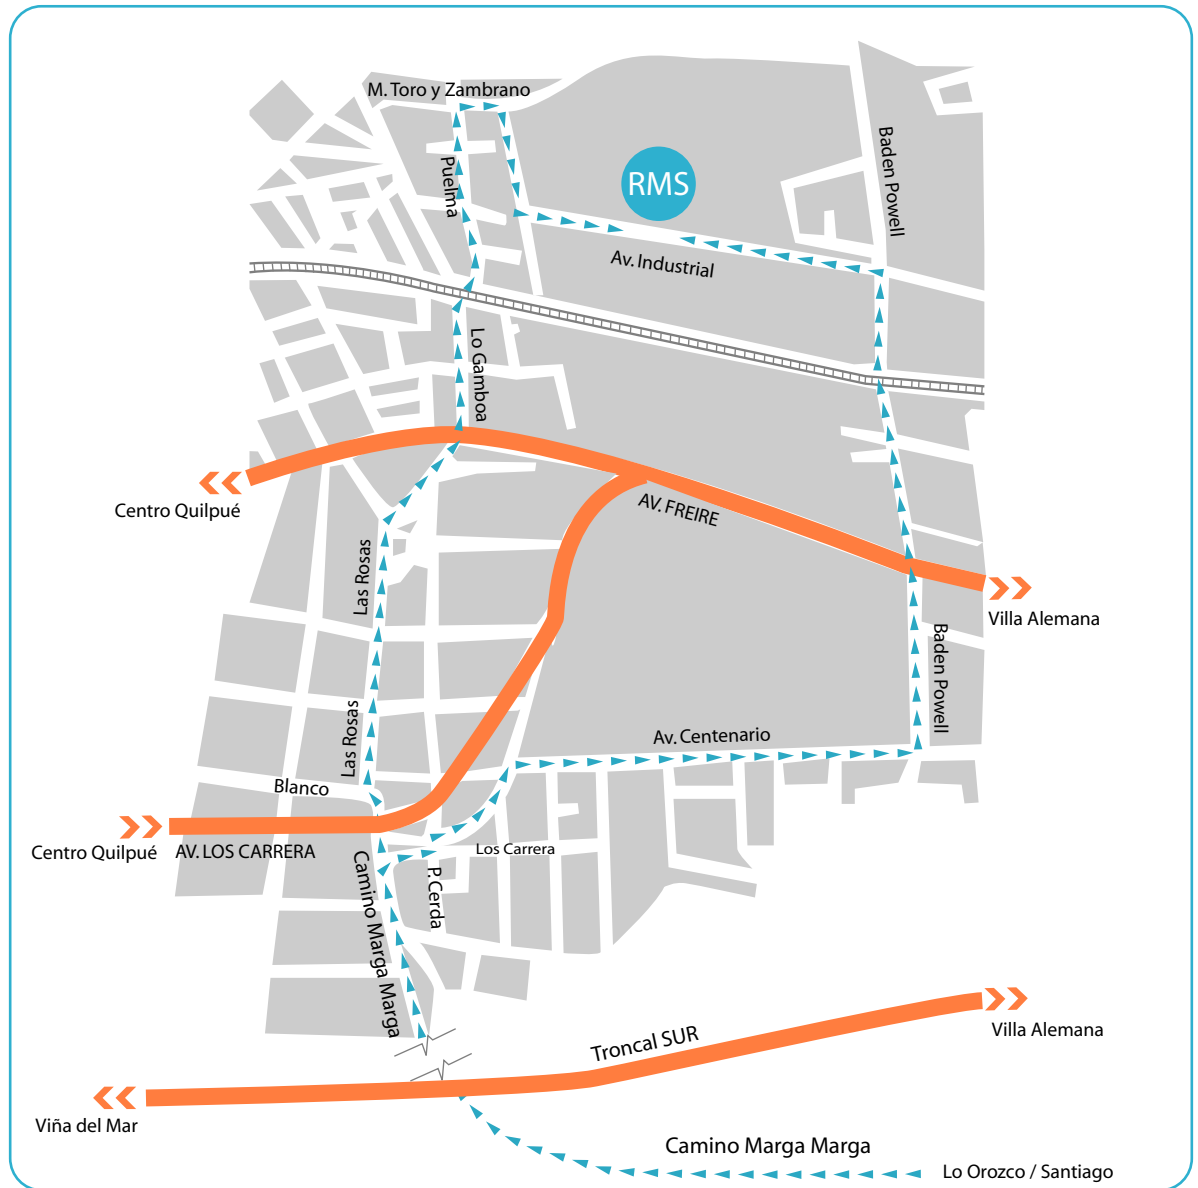 M. Toro y Zambrano
Baden Powell
Puelma
RMS
Av. Industrial
Lo Gamboa
Centro Quilpué
AV. FREIRE
Las Rosas
Villa Alemana
Baden Powell
Las Rosas
Av. Centenario
Blanco
Centro Quilpué
AV. LOS CARRERA
Los Carrera
Camino Marga Marga
P. Cerda
Troncal SUR
Villa Alemana
Viña del Mar
Camino Marga Marga
Lo Orozco / Santiago